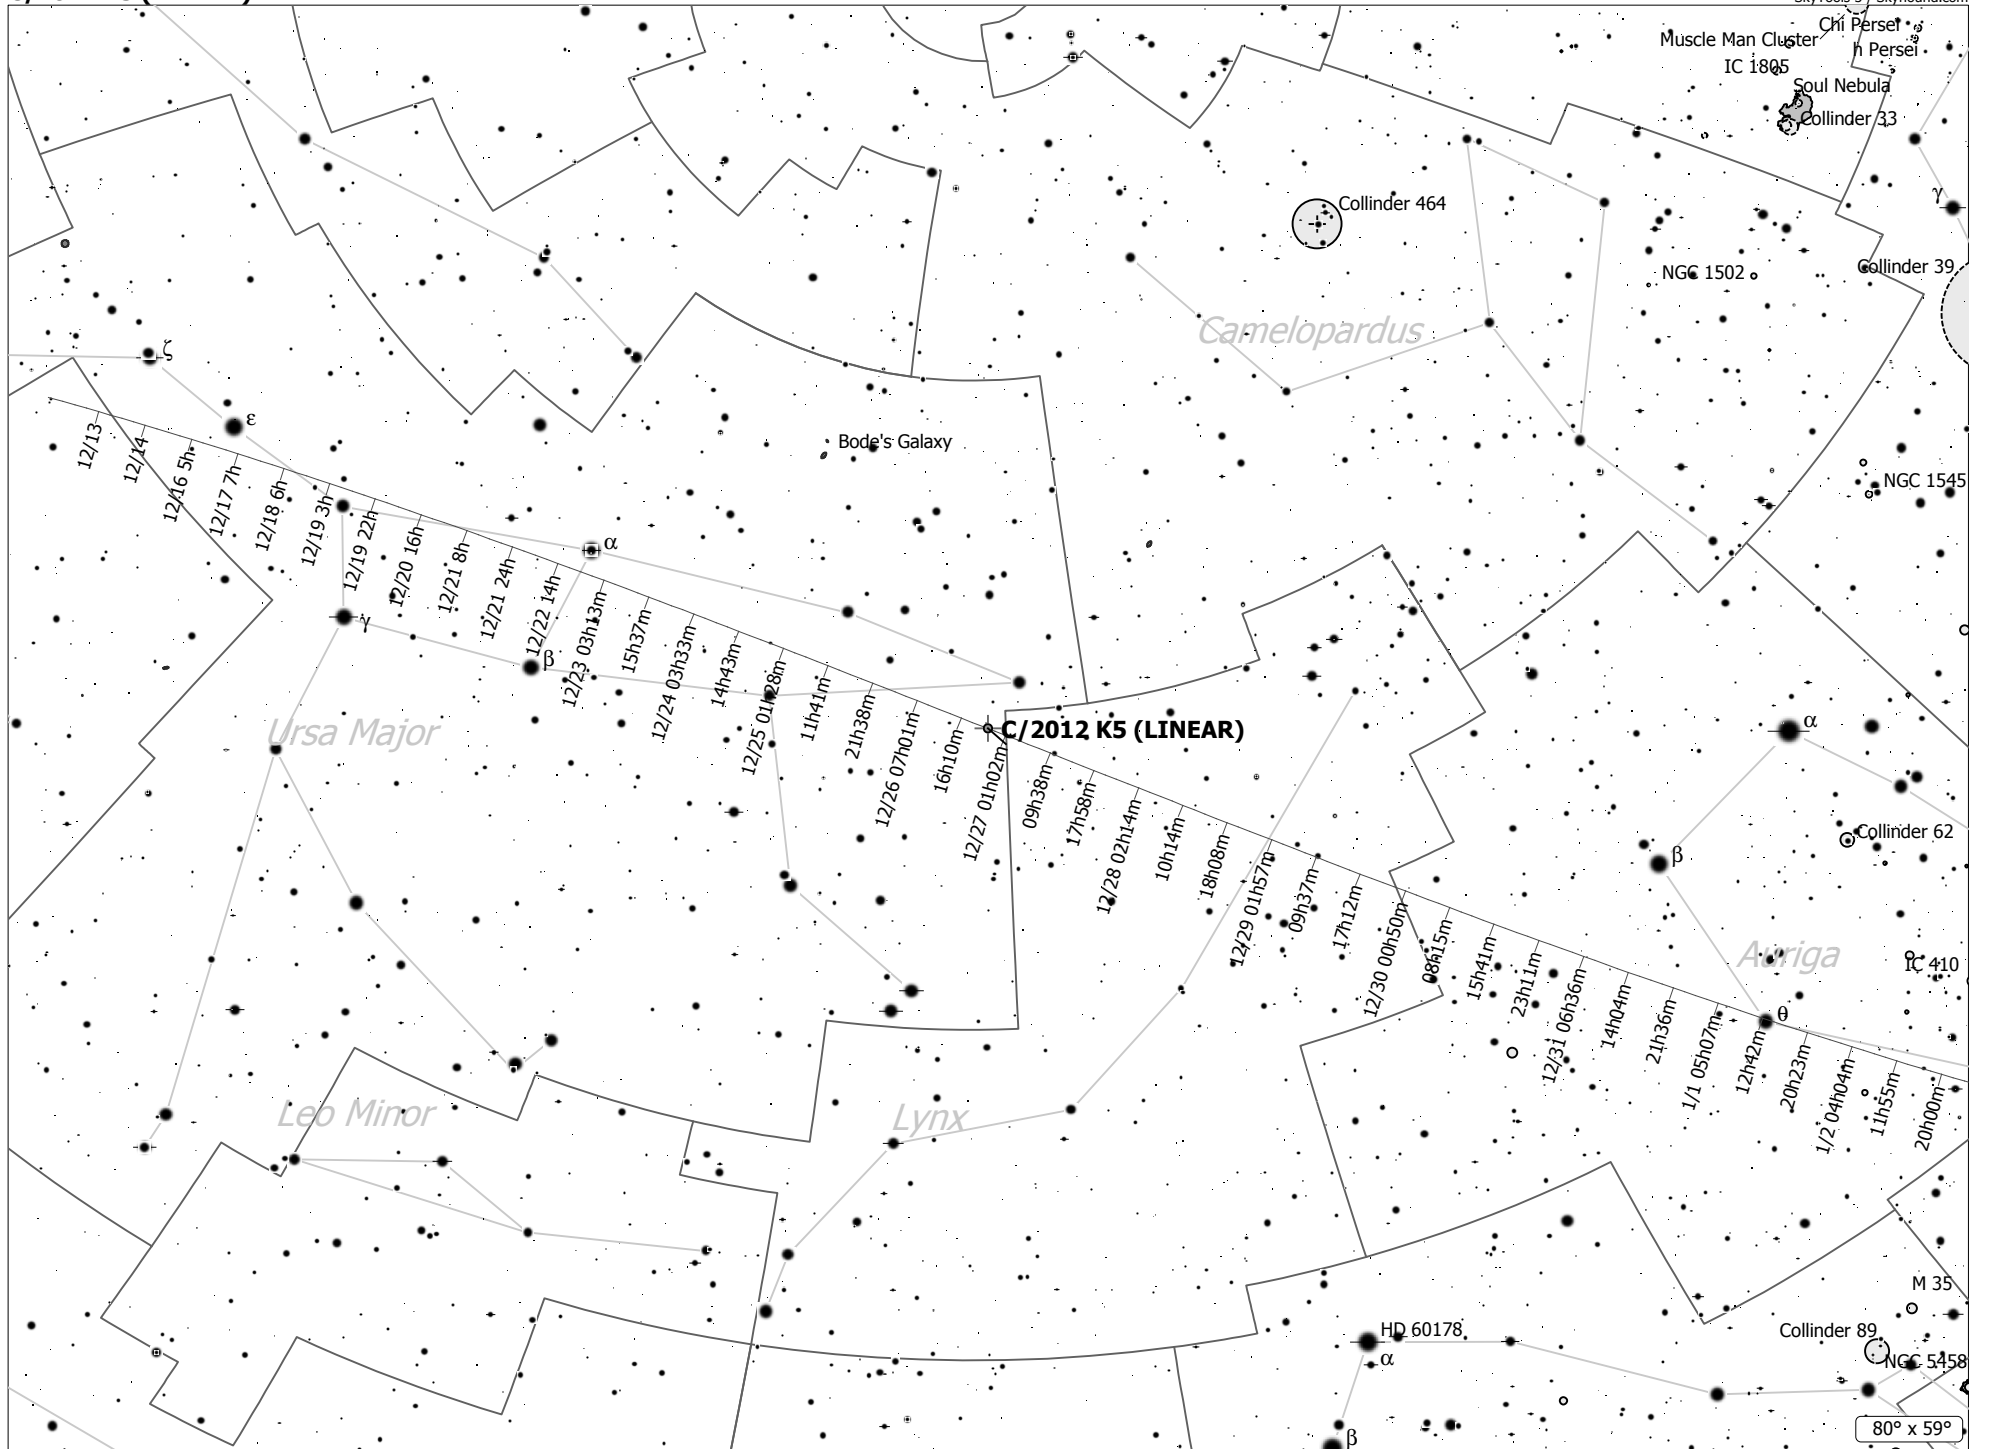 Chi Persei
Muscle Man Cluster
h Persei
IC 1805
Soul Nebula
Collinder 33
γ
Collinder 464
Collinder 39
NGC 1502
Camelopardus
ζ
ε
Bode's Galaxy
NGC 1545
α
γ
β
12/13
12/14
12/16 5h
12/17 7h
12/18 6h
12/19 3h
12/19 22h
12/20 16h
12/21 8h
12/21 24h
12/22 14h
12/23 03h13m
15h37m
12/24 03h33m
14h43m
12/25 01h28m
11h41m
21h38m
12/26 07h01m
16h10m
12/27 01h02m
09h38m
17h58m
12/28 02h14m
10h14m
18h08m
12/29 01h57m
09h37m
17h12m
12/30 00h50m
08h15m
15h41m
23h11m
12/31 06h36m
14h04m
21h36m
1/1 05h07m
12h42m
20h23m
1/2 04h04m
11h55m
20h00m
C/2012 K5 (LINEAR)
Ursa Major
α
Collinder 62
β
Auriga
IC 410
θ
Leo Minor
Lynx
M 35
HD 60178
Collinder 89
α
NGC 5458
β
80° x 59°